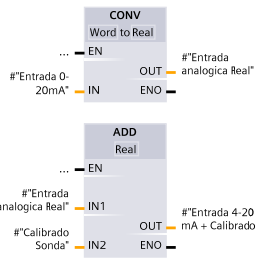 CONV
Word to Real
...
EN
#"Entrada
analogica Real"
OUT
#"Entrada 0-
20mA"
IN
ENO
ADD
Real
...
EN
#"Entrada
analogica Real"
IN1
#"Entrada 4-20
mA + Calibrado
OUT
#"Calibrado
Sonda"
IN2
ENO